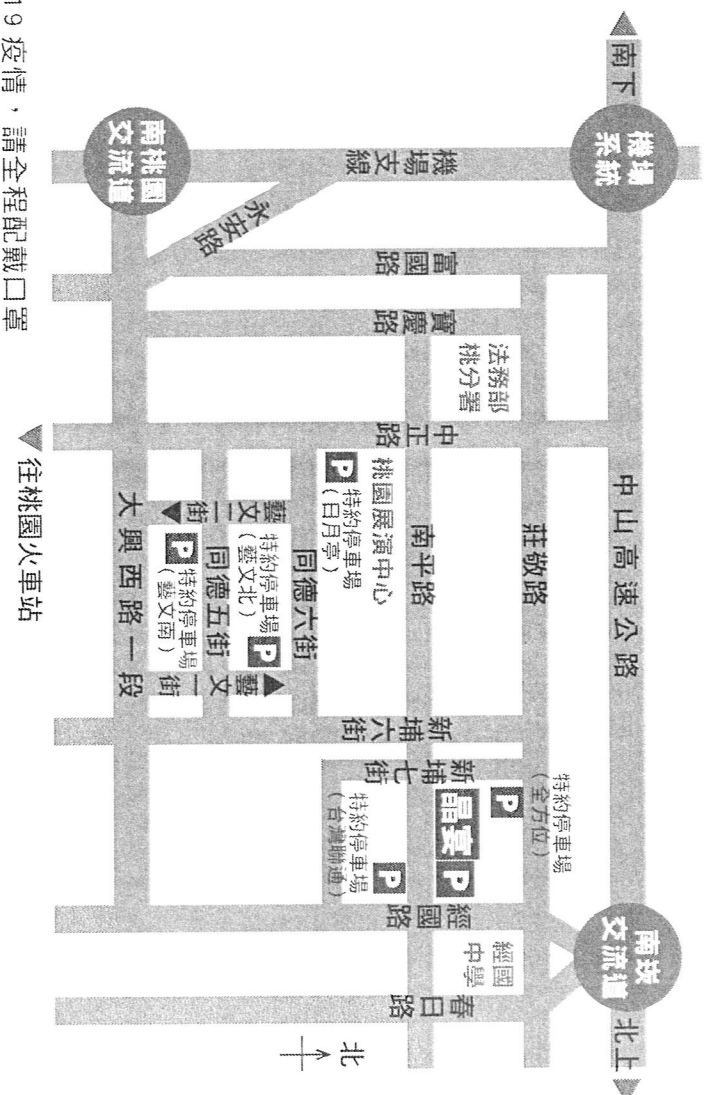 南下
機場
系統
中山高速公路
南崁
交流道
北上
機場支線
富國路
寶慶路
法務部
桃分署
莊敬路
特約停車場
(全方位)
P
晶宴 P
經國
中學
中正路
南平路
新埔六街
新埔七街
特約停車場
(台灣聯通)
P
經國路
春日路
北
桃園展演中心
P 特約停車場
(日月亭)
同德六街
特約停車場
(藝文北)
P
藝文二街
藝文一街
同德五街
P 特約停車場
(藝文南)
永安路
南桃園
交流道
大興西路一段
往桃園火車站
19 疫情,請全程配戴口罩